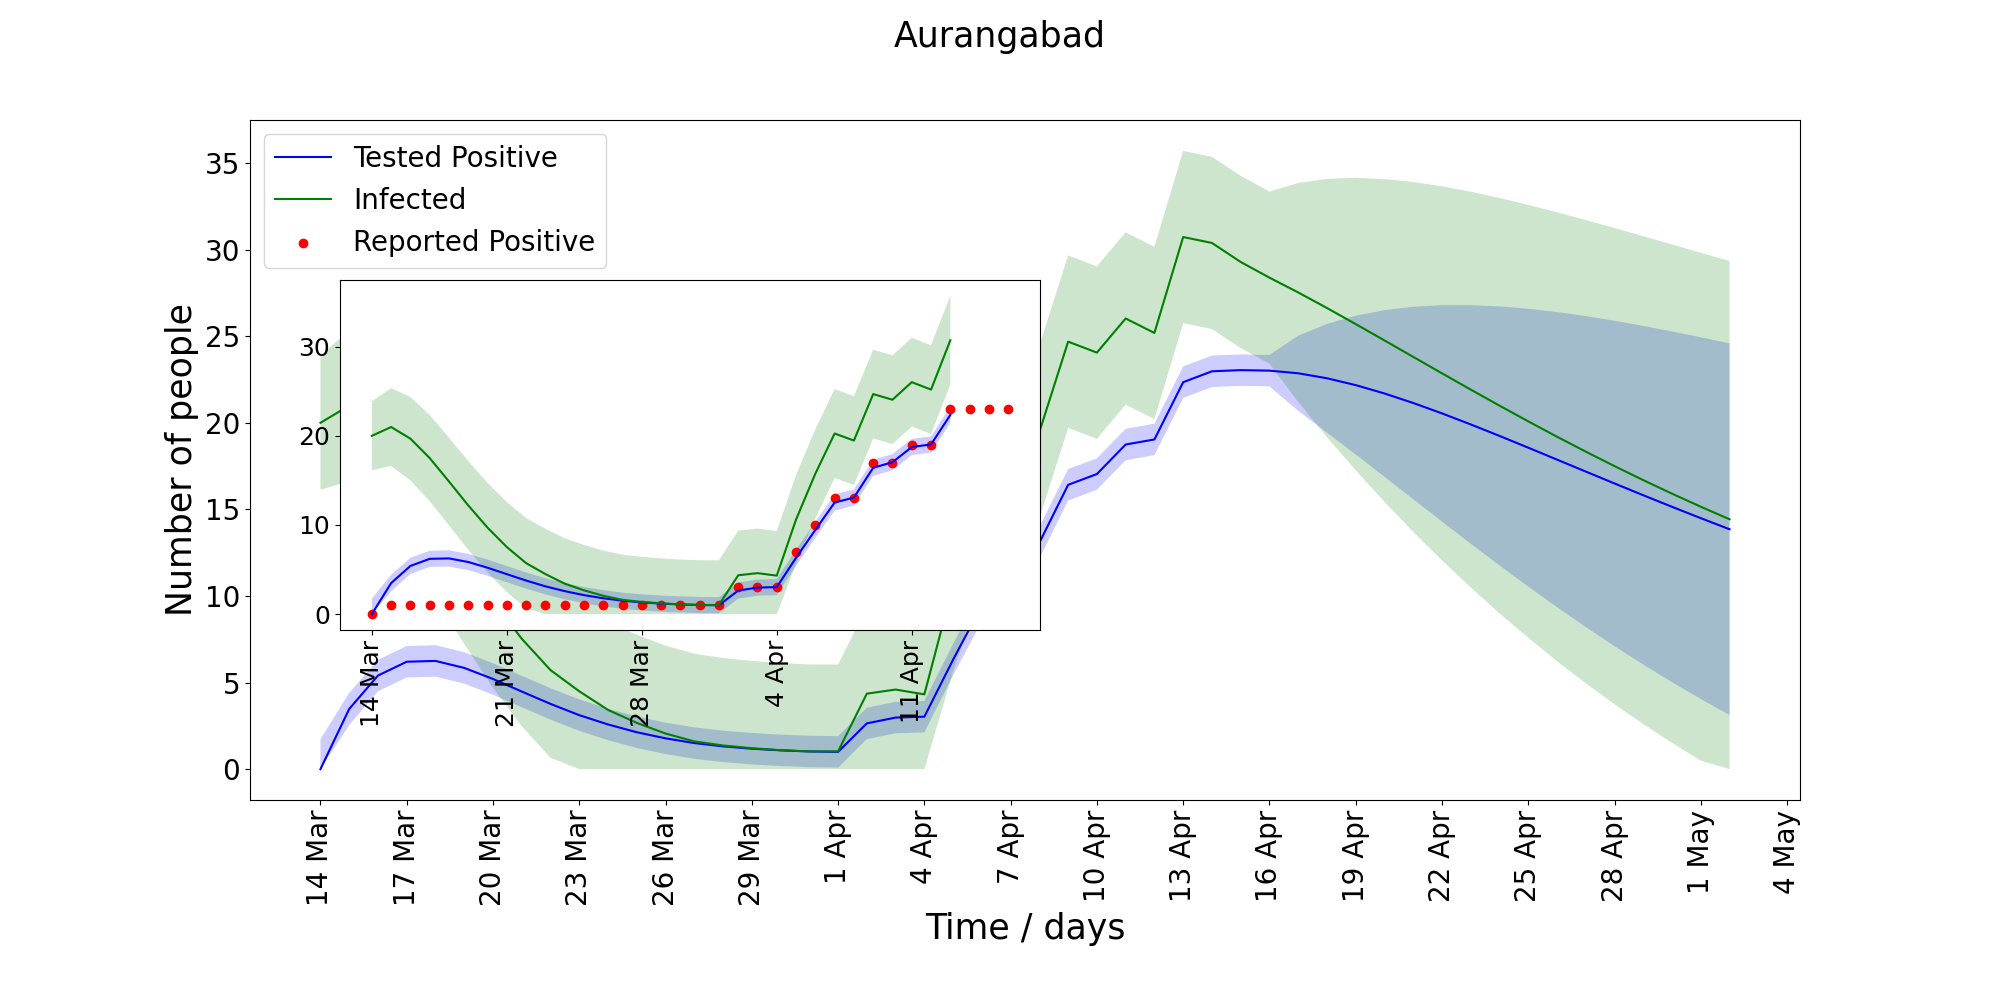 Aurangabad
Number of people
35
30
25
20
15
10
5
0
Tested Positive
Infected
Reported Positive
30
20
10
0
14 Mar
21 Mar
28 Mar
4 Apr
11 Apr
14 Mar
17 Mar
20 Mar
23 Mar
26 Mar
29 Mar
1 Apr
4 Apr
7 Apr
10 Apr
13 Apr
16 Apr
19 Apr
22 Apr
25 Apr
28 Apr
1 May
4 May
Time / days